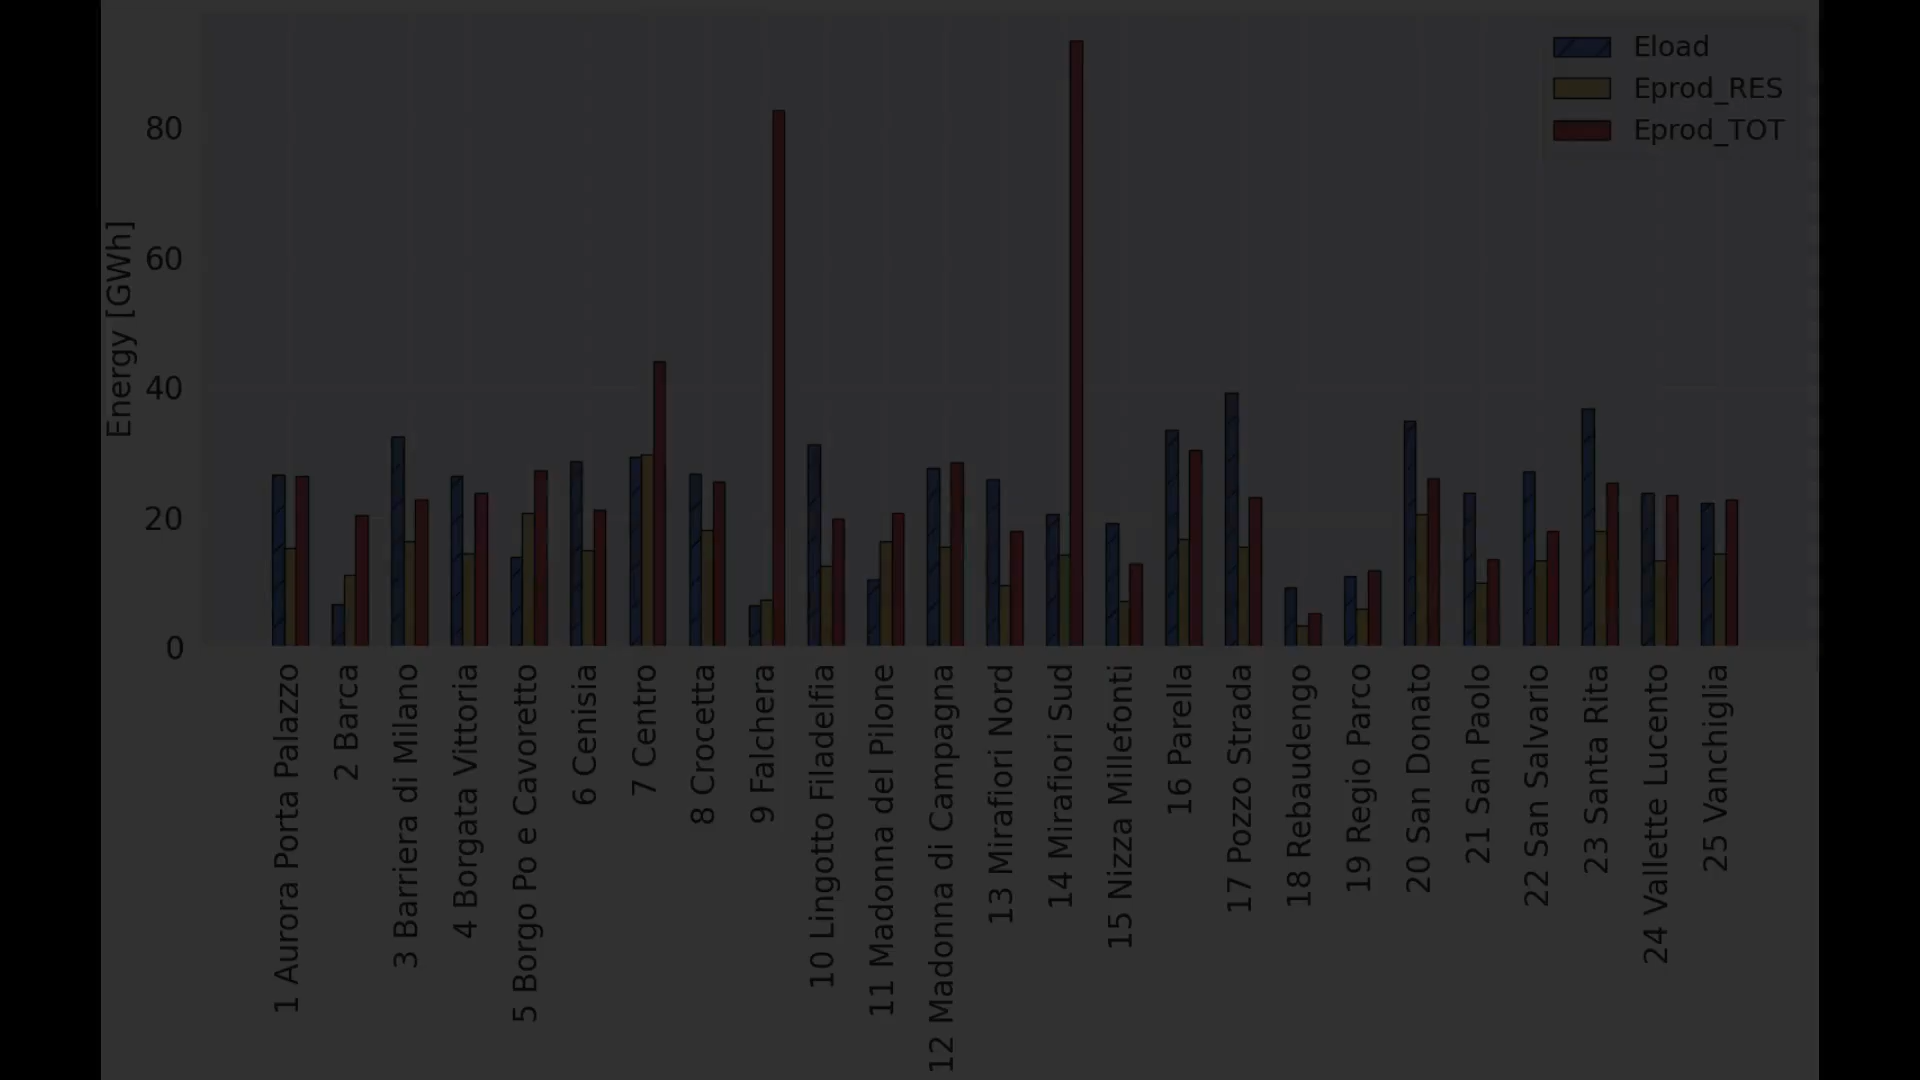 Eload
Eprod_RES
Eprod_TOT
Energy [GWh]
80
60
40
20
0
1 Aurora Porta Palazzo
2 Barca
3 Barriera di Milano
4 Borgata Vittoria
5 Borgo Po e Cavoretto
6 Cenisia
7 Centro
8 Crocetta
9 Falchera
10 Lingotto Filadelfia
11 Madonna del Pilone
12 Madonna di Campagna
13 Mirafiori Nord
14 Mirafiori Sud
15 Nizza Millefonti
16 Parella
17 Pozzo Strada
18 Rebaudengo
19 Regio Parco
20 San Donato
21 San Paolo
22 San Salvario
23 Santa Rita
24 Vallette Lucento
25 Vanchiglia